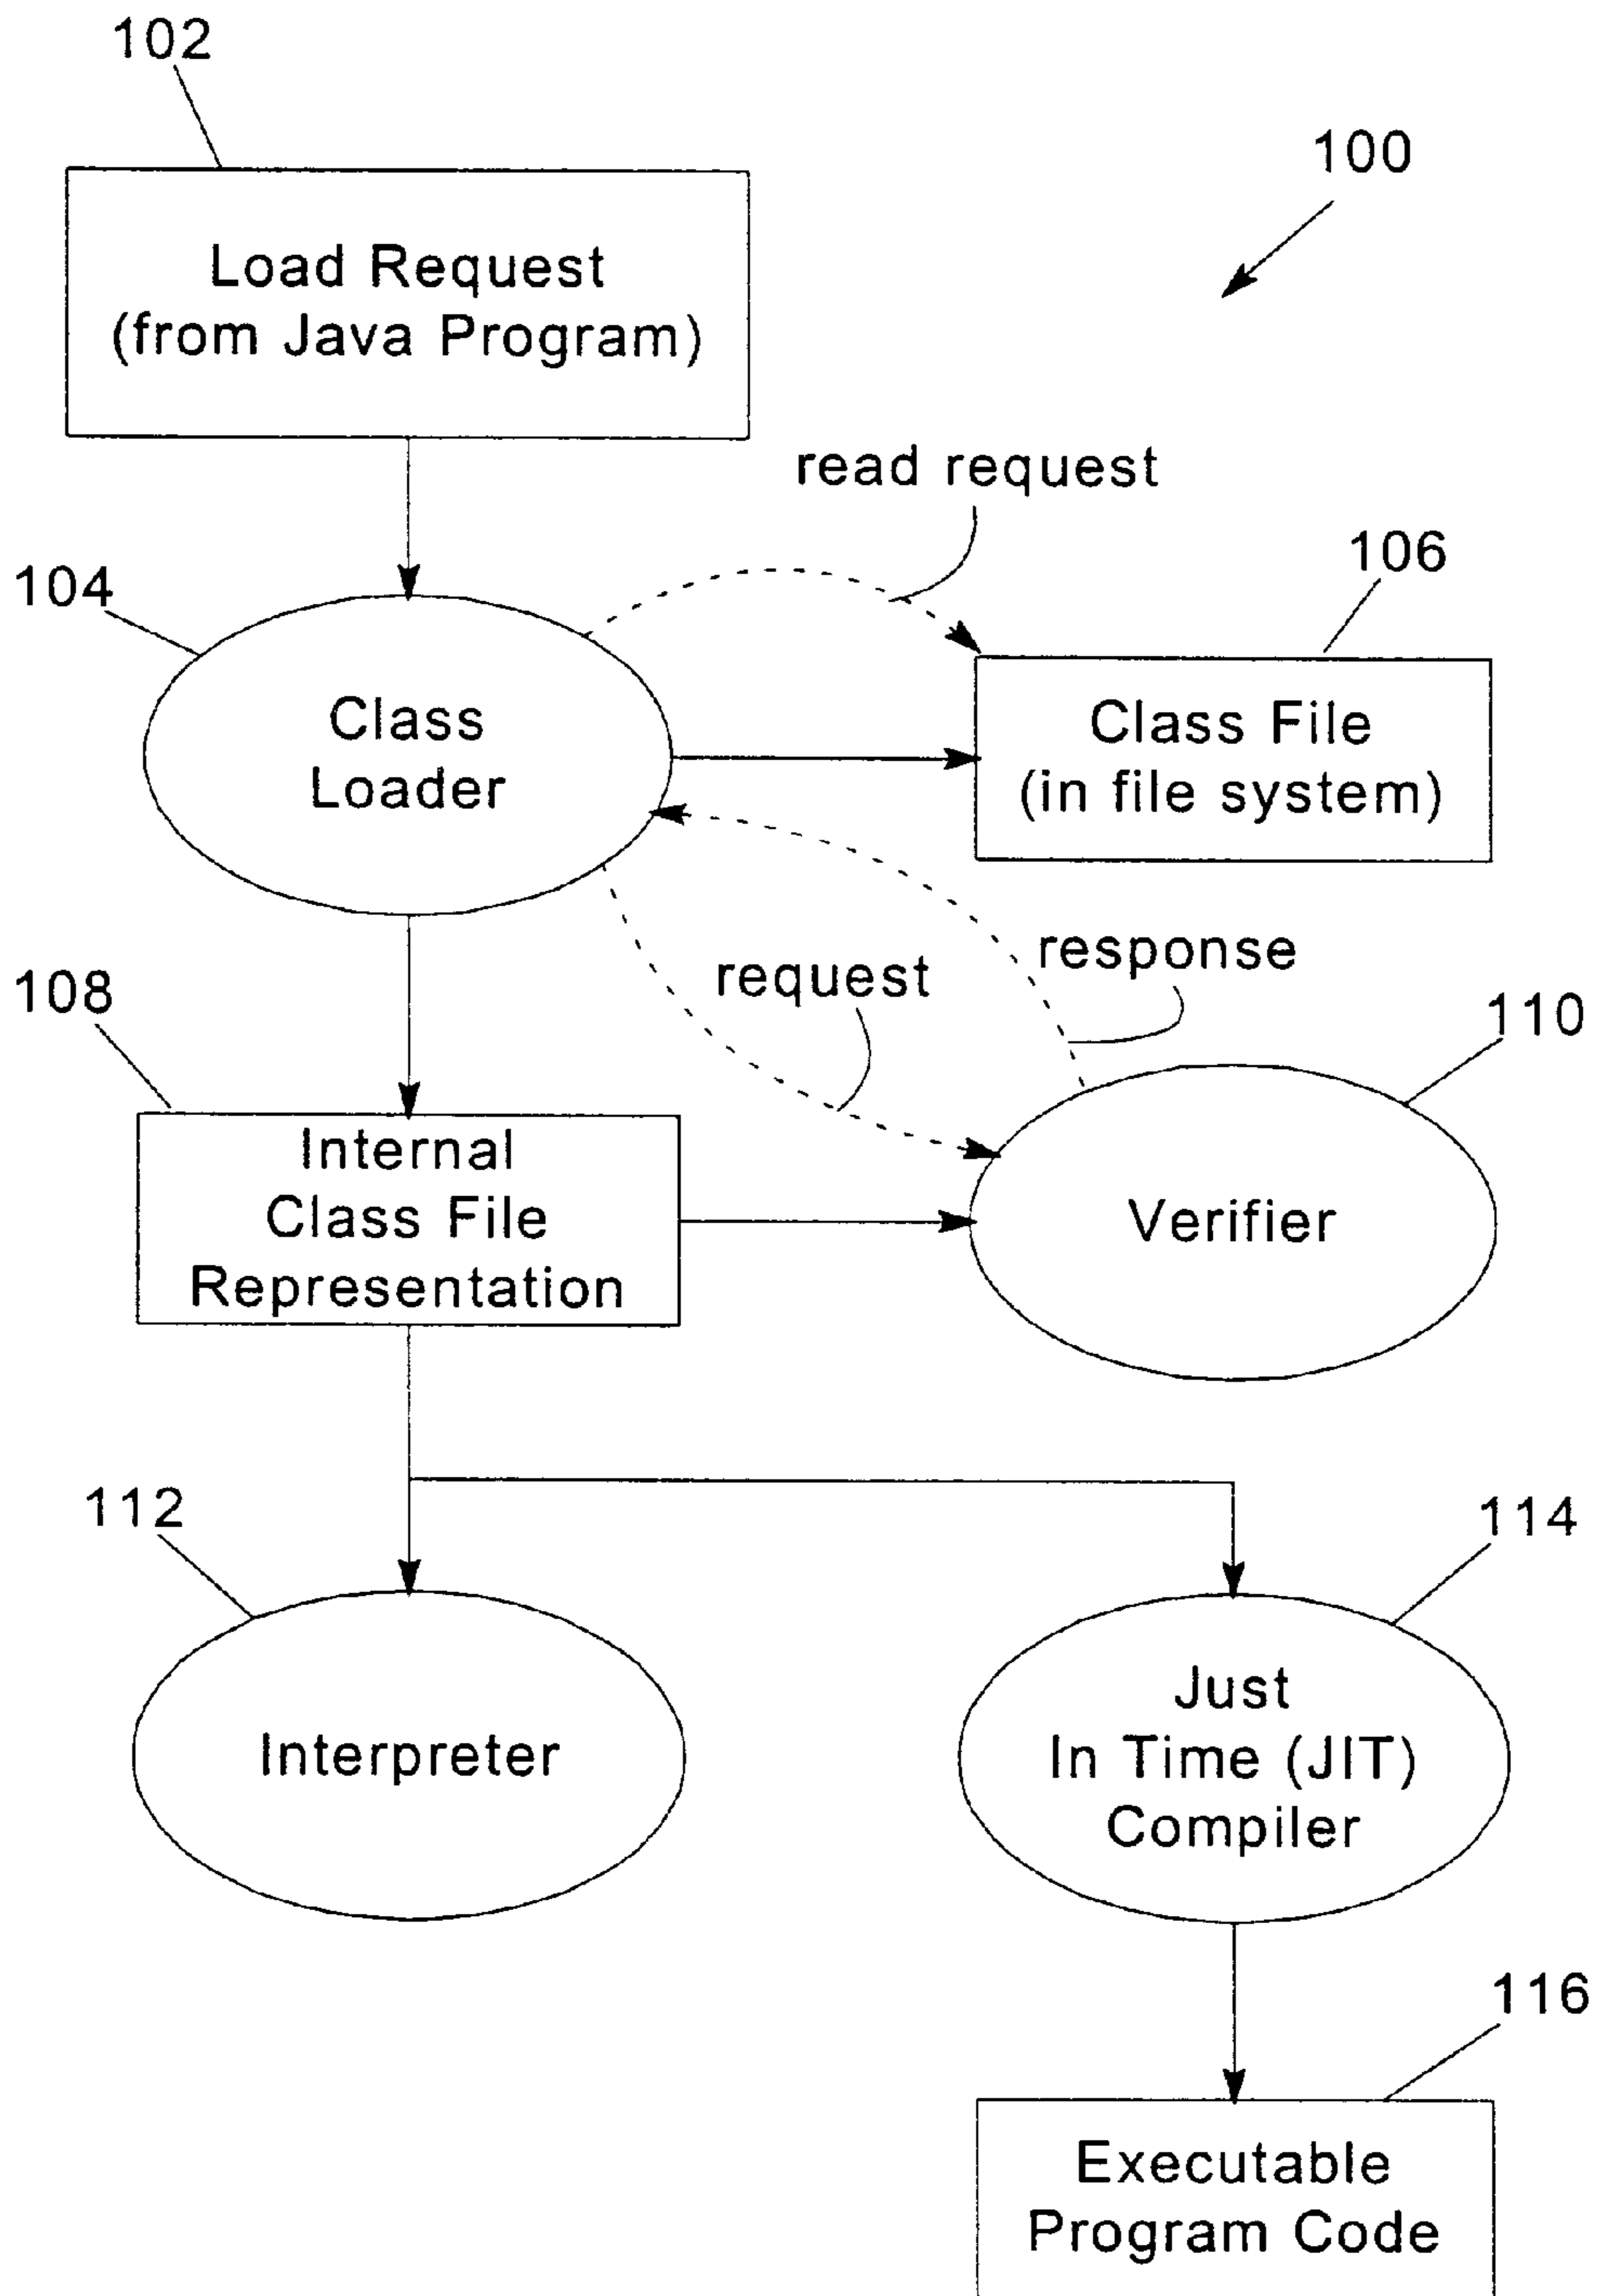 102
100
Load Request
(from Java Program)
read request
106
104
Class
Loader
Class File
(in file system)
response
request
108
110
Internal
Class File
Representation
Verifier
112
114
Interpreter
Just
In Time (JIT)
Compiler
116
Executable
Program Code